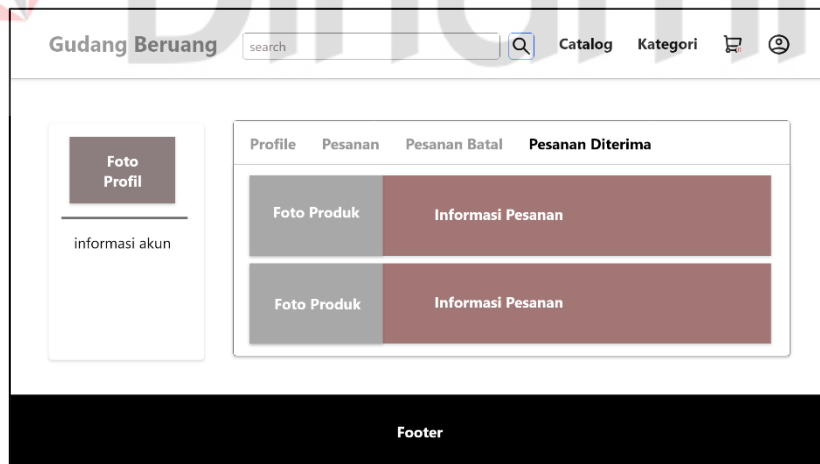 Gudang Beruang
search
Catalog
Kategori
Foto
Profil
informasi akun
Profile
Pesanan
Pesanan Batal
Pesanan Diterima
Foto Produk
Informasi Pesanan
Foto Produk
Informasi Pesanan
Footer